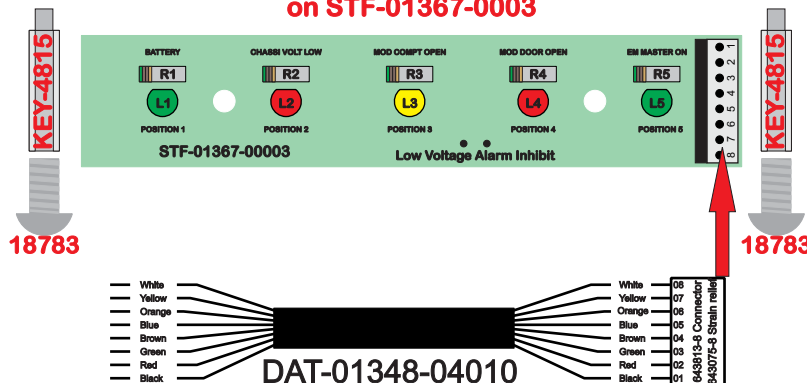 on STF-01367-0003
KEY-4815
BATTERY CHASSI VOLT LOW MOD COMPT OPEN MOD DOOR OPEN EM MASTER ON
R1 R2 R3 R4 R5
L1 L2 L3 L4 L5
POSITION 1 POSITION 2 POSITION 3 POSITION 4 POSITION 5
STF-01367-00003
Low Voltage Alarm Inhibit
1
2
3
4
5
6
7
8
KEY-4815
18783
18783
White White 08
Yellow Yellow 07
Orange Orange 06
Blue Blue 05
Brown Brown 04
Green Green 03
Red Red 02
Black Black 01
DAT-01348-04010
643813-8 Connector
643075-8 Strain relief